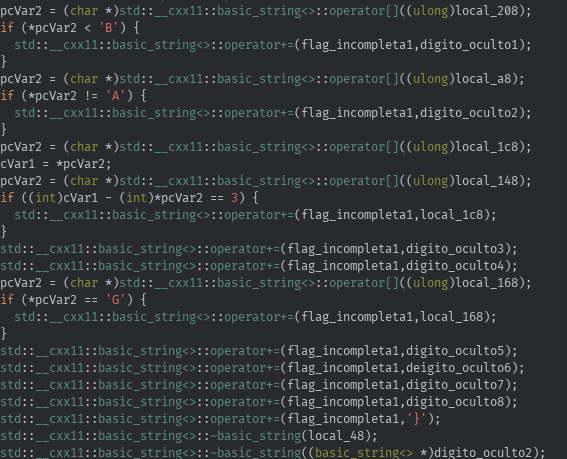 pcVar2 = (char *)std::__cxx11::basic_string<>::operator[]((ulong)local_208);
if (*pcVar2 < 'B') {
  std::__cxx11::basic_string<>::operator+=(flag_incompleta1,digito_oculto1);
}
pcVar2 = (char *)std::__cxx11::basic_string<>::operator[]((ulong)local_a8);
if (*pcVar2 != 'A') {
  std::__cxx11::basic_string<>::operator+=(flag_incompleta1,digito_oculto2);
}
pcVar2 = (char *)std::__cxx11::basic_string<>::operator[]((ulong)local_1c8);
cVar1 = *pcVar2;
pcVar2 = (char *)std::__cxx11::basic_string<>::operator[]((ulong)local_148);
if ((int)cVar1 - (int)*pcVar2 == 3) {
  std::__cxx11::basic_string<>::operator+=(flag_incompleta1,local_1c8);
}
std::__cxx11::basic_string<>::operator+=(flag_incompleta1,digito_oculto3);
std::__cxx11::basic_string<>::operator+=(flag_incompleta1,digito_oculto4);
pcVar2 = (char *)std::__cxx11::basic_string<>::operator[]((ulong)local_168);
if (*pcVar2 == 'G') {
  std::__cxx11::basic_string<>::operator+=(flag_incompleta1,local_168);
}
std::__cxx11::basic_string<>::operator+=(flag_incompleta1,digito_oculto5);
std::__cxx11::basic_string<>::operator+=(flag_incompleta1,deigito_oculto6);
std::__cxx11::basic_string<>::operator+=(flag_incompleta1,digito_oculto7);
std::__cxx11::basic_string<>::operator+=(flag_incompleta1,digito_oculto8);
std::__cxx11::basic_string<>::operator+=(flag_incompleta1,'}');
std::__cxx11::basic_string<>::~basic_string(local_48);
std::__cxx11::basic_string<>::~basic_string((basic_string<> *)digito_oculto2);